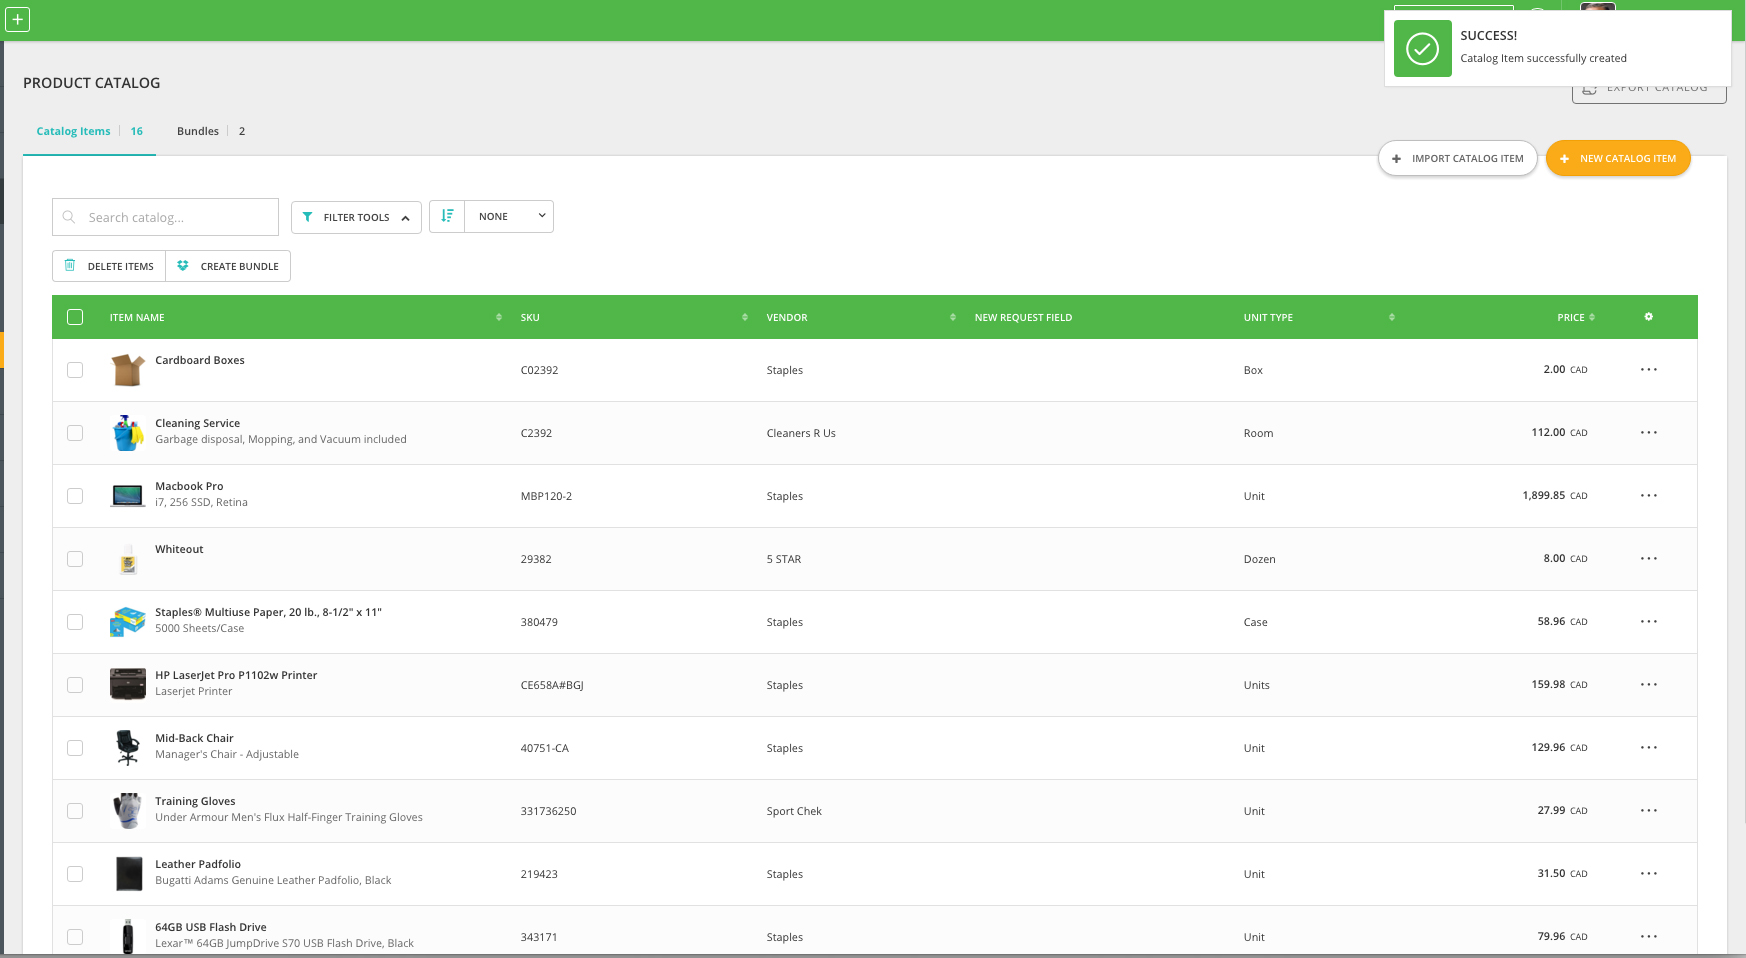 SUCCESS!
Catalog Item successfully created
PRODUCT CATALOG
EXPORT CATALOG
Catalog Items 16 Bundles 2
IMPORT CATALOG ITEM NEW CATALOG ITEM
Search catalog... FILTER TOOLS NONE
DELETE ITEMS CREATE BUNDLE
ITEM NAME SKU VENDOR NEW REQUEST FIELD UNIT TYPE PRICE
Cardboard Boxes
C02392 Staples Box 2.00 CAD
Cleaning Service
Garbage disposal, Mopping, and Vacuum included
C2392 Cleaners R Us Room 112.00 CAD
Macbook Pro
i7, 256 SSD, Retina
MBP120-2 Staples Unit 1,899.85 CAD
Whiteout
29382 5 STAR Dozen 8.00 CAD
Staples® Multiuse Paper, 20 lb., 8-1/2" x 11"
5000 Sheets/Case
380479 Staples Case 58.96 CAD
HP LaserJet Pro P1102w Printer
Laserjet Printer
CE658A#BGJ Staples Units 159.98 CAD
Mid-Back Chair
Manager's Chair - Adjustable
40751-CA Staples Unit 129.96 CAD
Training Gloves
Under Armour Men's Flux Half-Finger Training Gloves
331736250 Sport Chek Unit 27.99 CAD
Leather Padfolio
Bugatti Adams Genuine Leather Padfolio, Black
219423 Staples Unit 31.50 CAD
64GB USB Flash Drive
Lexar™ 64GB JumpDrive S70 USB Flash Drive, Black
343171 Staples Unit 79.96 CAD